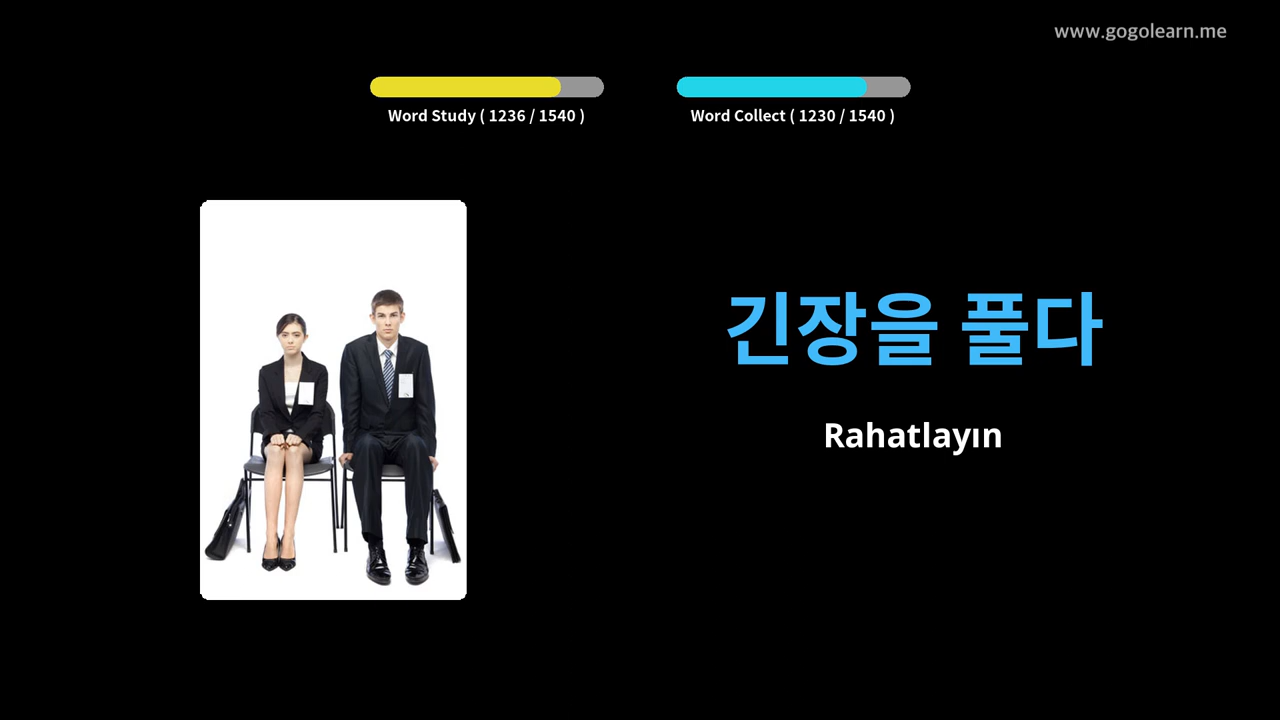 www.gogolearn.me
Word Study ( 1236 / 1540 )
Word Collect ( 1230 / 1540 )
긴장을 풀다
Rahatlayın